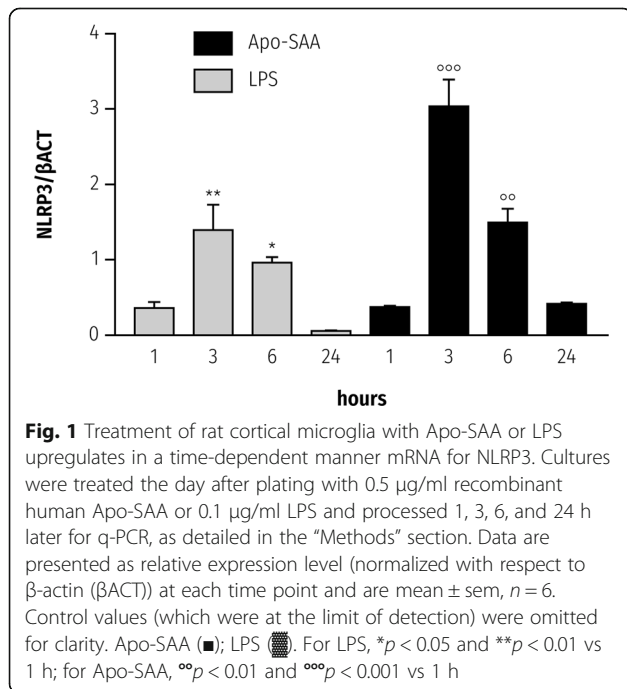 4
3
2
1
0
NLRP3/βACT
Apo-SAA
LPS
**
*
°°°
°°
1 3 6 24 1 3 6 24
hours
Fig. 1 Treatment of rat cortical microglia with Apo-SAA or LPS
upregulates in a time-dependent manner mRNA for NLRP3. Cultures
were treated the day after plating with 0.5 μg/ml recombinant
human Apo-SAA or 0.1 μg/ml LPS and processed 1, 3, 6, and 24 h
later for q-PCR, as detailed in the “Methods” section. Data are
presented as relative expression level (normalized with respect to
β-actin (βACT)) at each time point and are mean ± sem, n = 6.
Control values (which were at the limit of detection) were omitted
for clarity. Apo-SAA (■); LPS (▓). For LPS, *p < 0.05 and **p < 0.01 vs
1 h; for Apo-SAA, °°p < 0.01 and °°°p < 0.001 vs 1 h